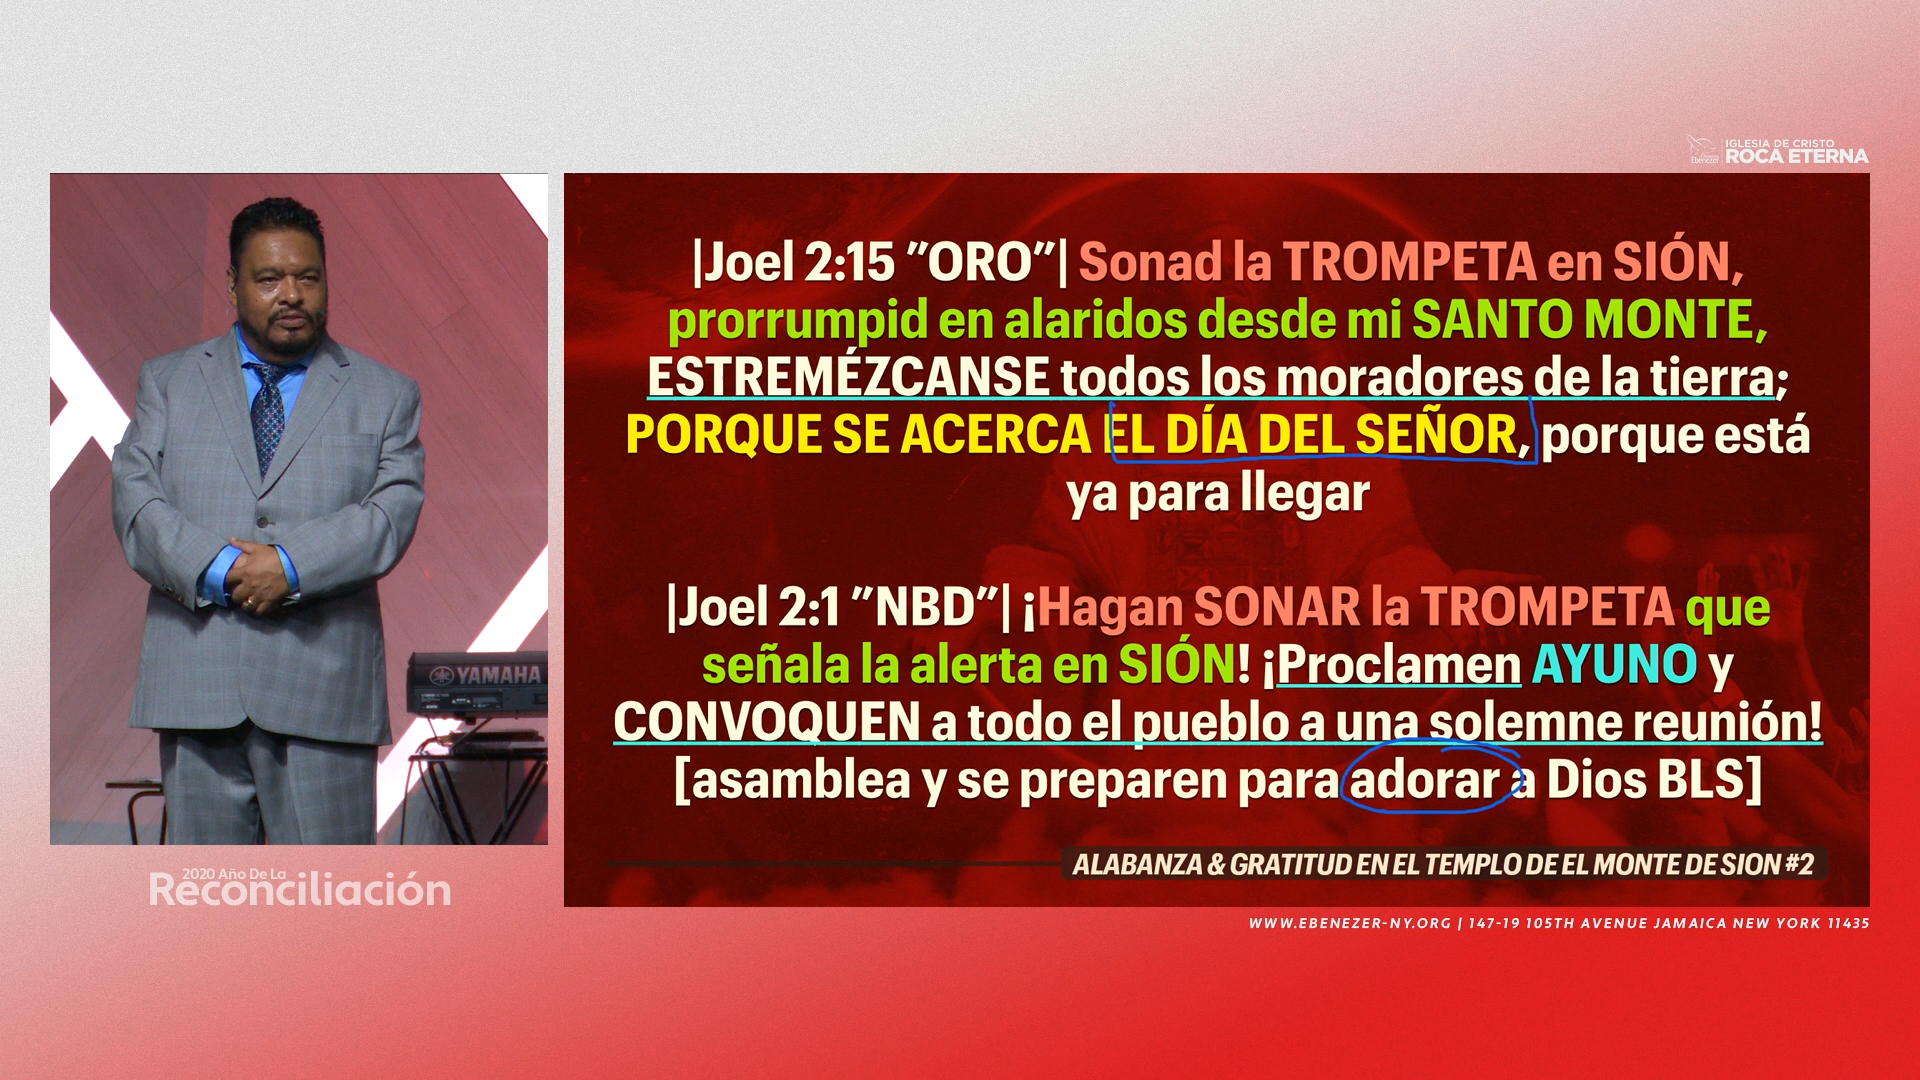 IGLESIA DE CRISTO
ROCA ETERNA
Ebenezer
|Joel 2:15 ”ORO”| Sonad la TROMPETA en SIÓN,
prorrumpid en alaridos desde mi SANTO MONTE,
ESTREMÉZCANSE todos los moradores de la tierra;
PORQUE SE ACERCA EL DÍA DEL SEÑOR, porque está
ya para llegar
|Joel 2:1 ”NBD”| ¡Hagan SONAR la TROMPETA que
señala la alerta en SIÓN! ¡Proclamen AYUNO y
CONVOQUEN a todo el pueblo a una solemne reunión!
[asamblea y se preparen para adorar a Dios BLS]
ALABANZA & GRATITUD EN EL TEMPLO DE EL MONTE DE SION #2
YAMAHA
2020 Año De La
Reconciliación
WWW.EBENEZER-NY.ORG | 147-19 105TH AVENUE JAMAICA NEW YORK 11435